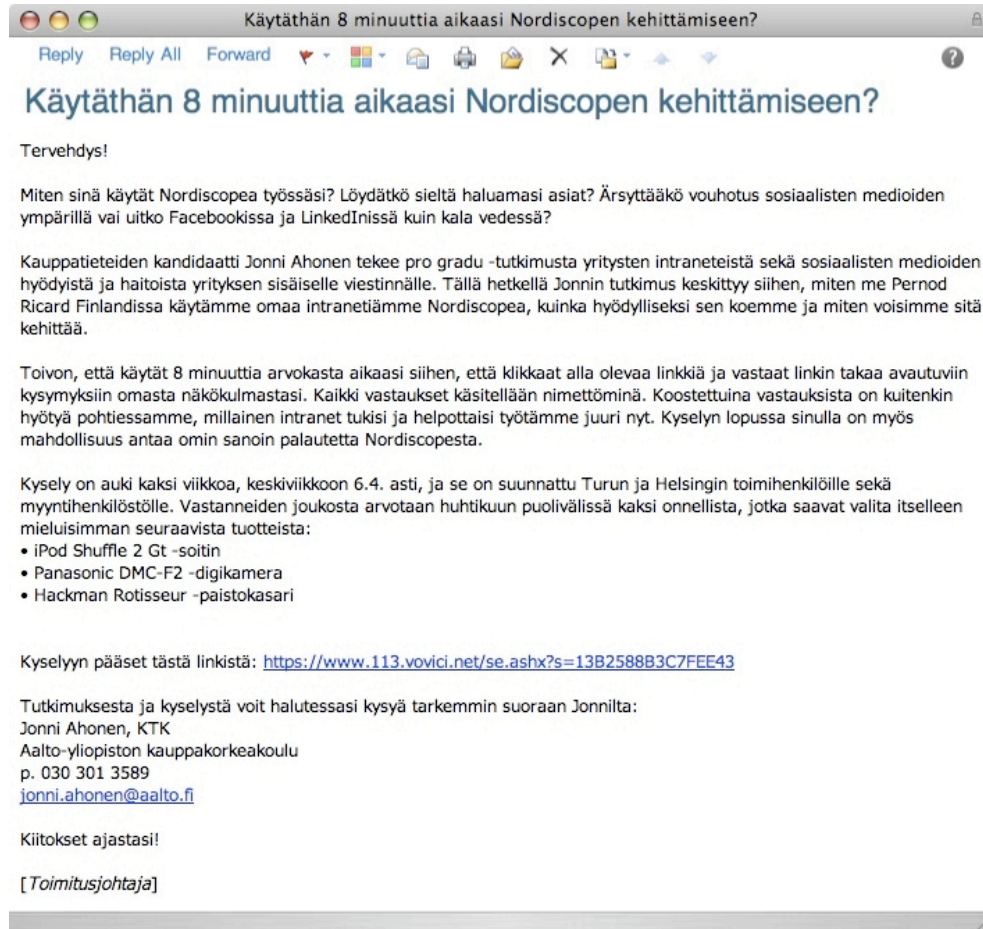 Käytäthän 8 minuuttia aikaasi Nordiscopen kehittämiseen?
Reply Reply All Forward
Käytäthän 8 minuuttia aikaasi Nordiscopen kehittämiseen?
Tervehdys!
Miten sinä käytät Nordiscopea työssäsi? Löydätkö sieltä haluamasi asiat? Ärsyttääkö vouhotus sosiaalisten medioiden
ympärillä vai uitko Facebookissa ja LinkedInissä kuin kala vedessä?
Kauppatieteiden kandidaatti Jonni Ahonen tekee pro gradu -tutkimusta yritysten intraneteistä sekä sosiaalisten medioiden
hyödyistä ja haitoista yrityksen sisäiselle viestinnälle. Tällä hetkellä Jonnin tutkimus keskittyy siihen, miten me Pernod
Ricard Finlandissa käytämme omaa intranetiämme Nordiscopea, kuinka hyödylliseksi sen koemme ja miten voisimme sitä
kehittää.
Toivon, että käytät 8 minuuttia arvokasta aikaasi siihen, että klikkaat alla olevaa linkkiä ja vastaat linkin takaa avautuviin
kysymyksiin omasta näkökulmastasi. Kaikki vastaukset käsitellään nimettöminä. Koostettuina vastauksista on kuitenkin
hyötyä pohtiessamme, millainen intranet tukisi ja helpottaisi työtämme juuri nyt. Kyselyn lopussa sinulla on myös
mahdollisuus antaa omin sanoin palautetta Nordiscopesta.
Kysely on auki kaksi viikkoa, keskiviikkoon 6.4. asti, ja se on suunnattu Turun ja Helsingin toimihenkilöille sekä
myyntihenkilöstölle. Vastanneiden joukosta arvotaan huhtikuun puolivälissä kaksi onnellista, jotka saavat valita itselleen
mieluisimman seuraavista tuotteista:
• iPod Shuffle 2 Gt -soitin
• Panasonic DMC-F2 -digikamera
• Hackman Rotisseur -paistokasari
Kyselyyn pääset tästä linkistä: https://www.113.vovici.net/se.ashx?s=13B2588B3C7FEE43
Tutkimuksesta ja kyselystä voit halutessasi kysyä tarkemmin suoraan Jonnilta:
Jonni Ahonen, KTK
Aalto-yliopiston kauppakorkeakoulu
p. 030 301 3589
jonni.ahonen@aalto.fi
Kiitokset ajastasi!
[Toimitusjohtaja]